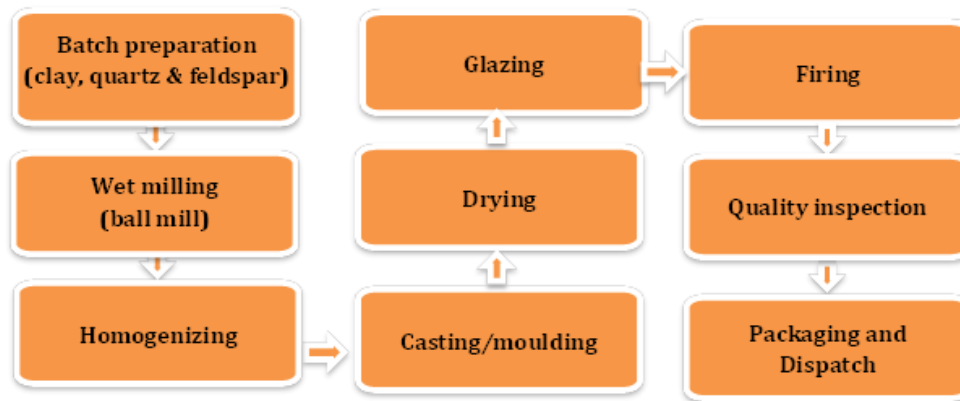 Batch preparation
(clay, quartz & feldspar)
Wet milling
(ball mill)
Homogenizing
Casting/moulding
Drying
Glazing
Firing
Quality inspection
Packaging and
Dispatch